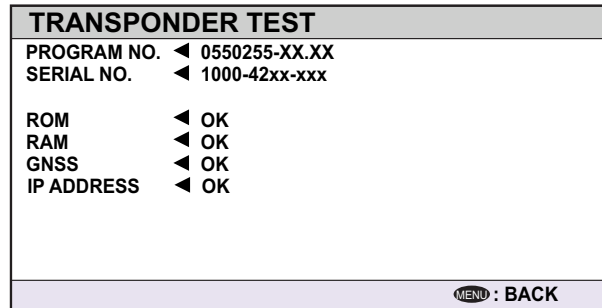 TRANSPONDER TEST
PROGRAM NO. ◀ 0550255-XX.XX
SERIAL NO. ◀ 1000-42xx-xxx
ROM ◀ OK
RAM ◀ OK
GNSS ◀ OK
IP ADDRESS ◀ OK
MENU : BACK